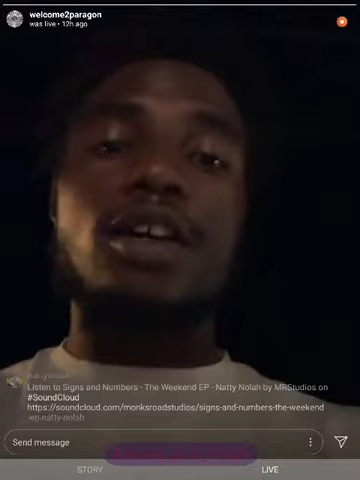 welcome2paragon
was live • 12h ago
Listen to Signs and Numbers - The Weekend EP - Natty Nolah by MRStudios on
#SoundCloud
https://soundcloud.com/monksroadstudios/signs-and-numbers-the-weekend
-ep-natty-nolah
Send message
STORY
LIVE